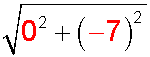 √(0² + (−7)²)